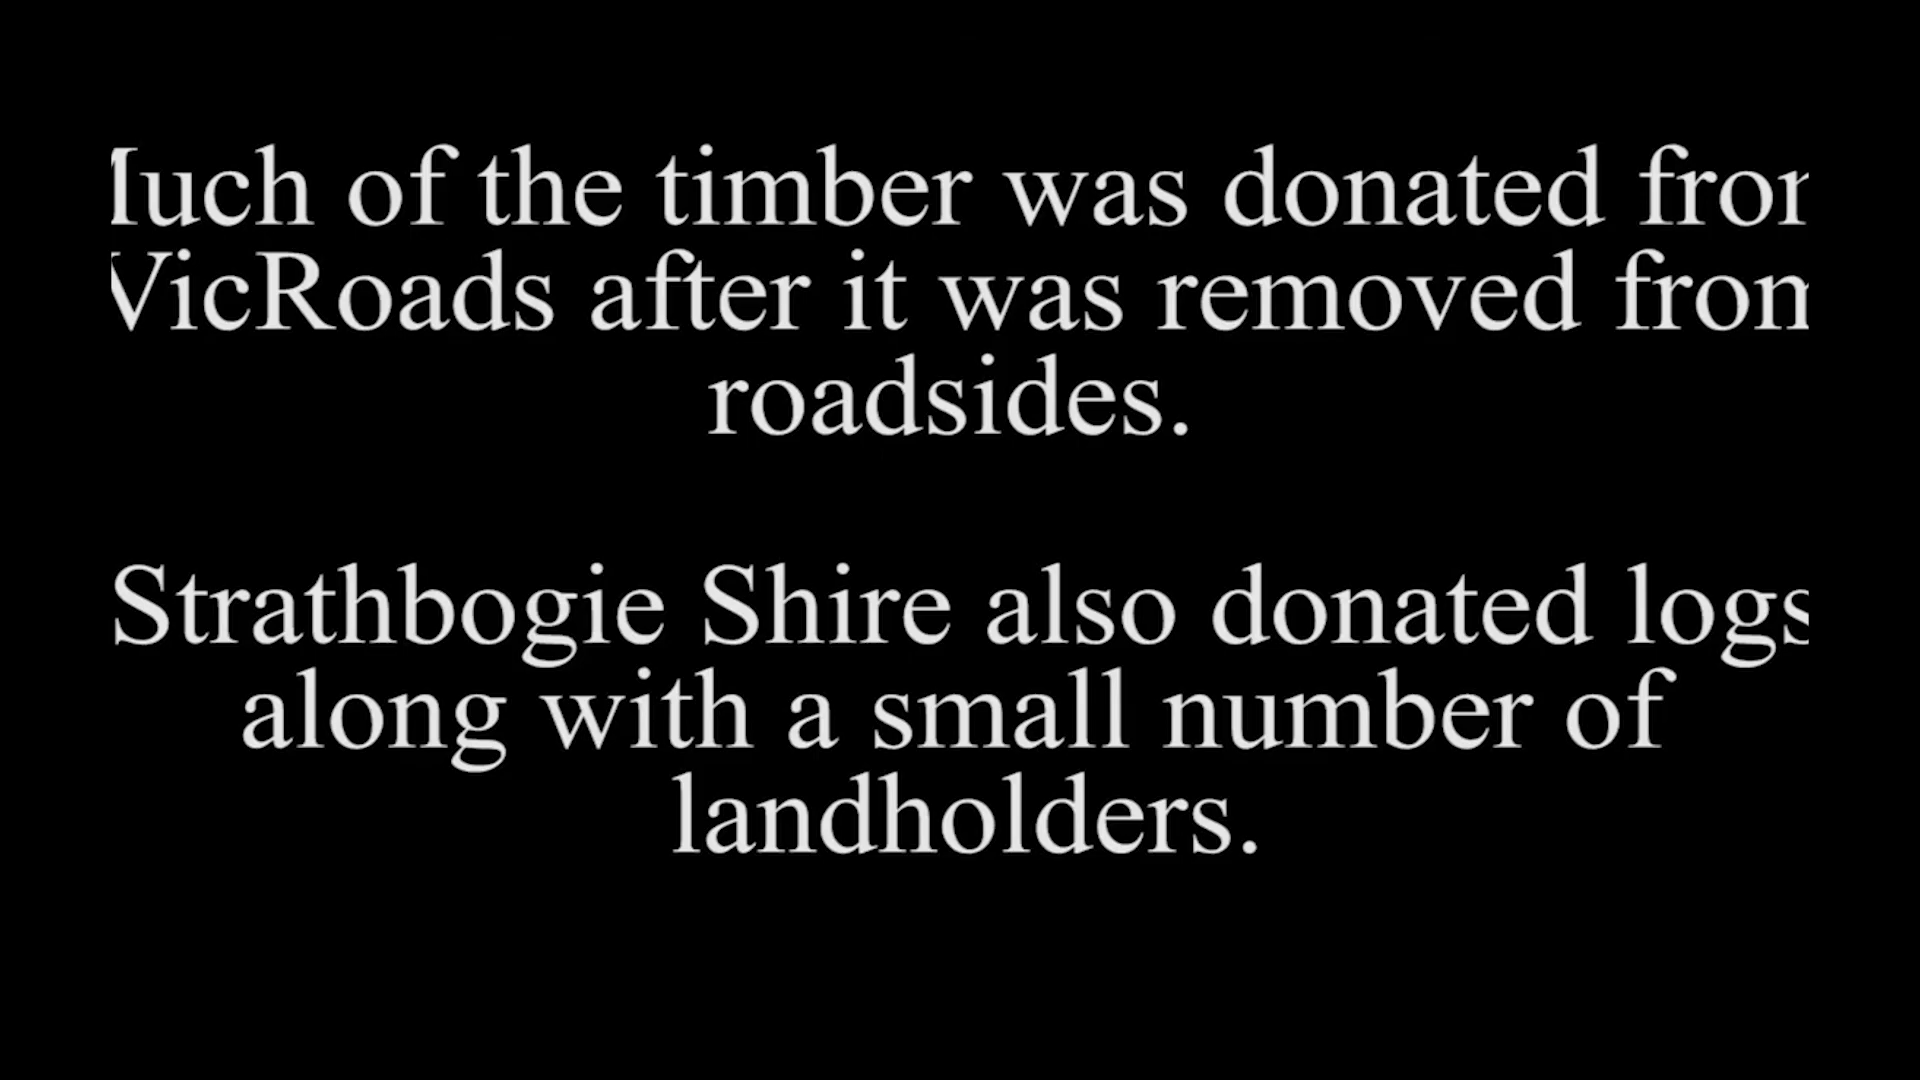 Much of the timber was donated from
VicRoads after it was removed from
roadsides.
Strathbogie Shire also donated logs
along with a small number of
landholders.